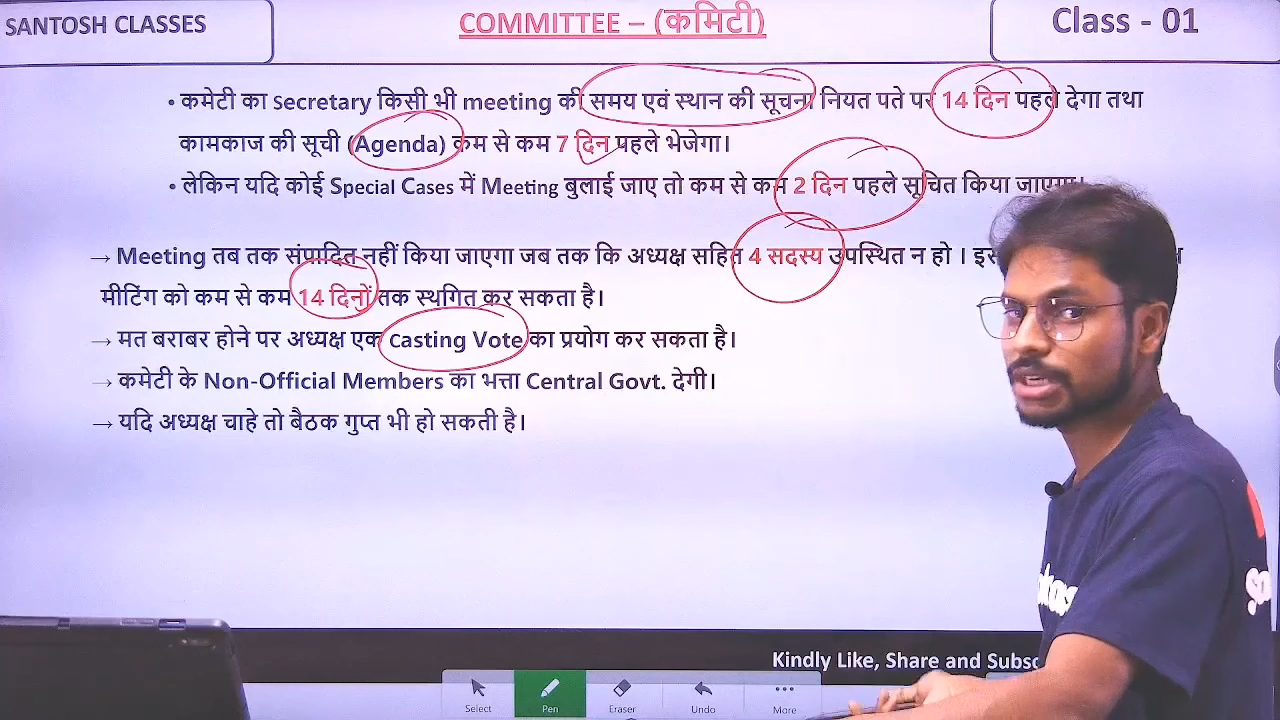 SANTOSH CLASSES
COMMITTEE – (कमिटी)
Class - 01
• कमेटी का Secretary किसी भी meeting की समय एवं स्थान की सूचना नियत पते पर 14 दिन पहले देगा तथा
कामकाज की सूची (Agenda) कम से कम 7 दिन पहले भेजेगा।
• लेकिन यदि कोई Special Cases में Meeting बुलाई जाए तो कम से कम 2 दिन पहले सूचित किया जाएगा।
→ Meeting तब तक संपादित नहीं किया जाएगा जब तक कि अध्यक्ष सहित 4 सदस्य उपस्थित न हो ।
मीटिंग को कम से कम 14 दिनों तक स्थगित कर सकता है।
→ मत बराबर होने पर अध्यक्ष एक Casting Vote का प्रयोग कर सकता है।
→ कमेटी के Non-Official Members का भत्ता Central Govt. देगी।
→ यदि अध्यक्ष चाहे तो बैठक गुप्त भी हो सकती है।
Kindly Like, Share and
Select
Pen
Eraser
Undo
More